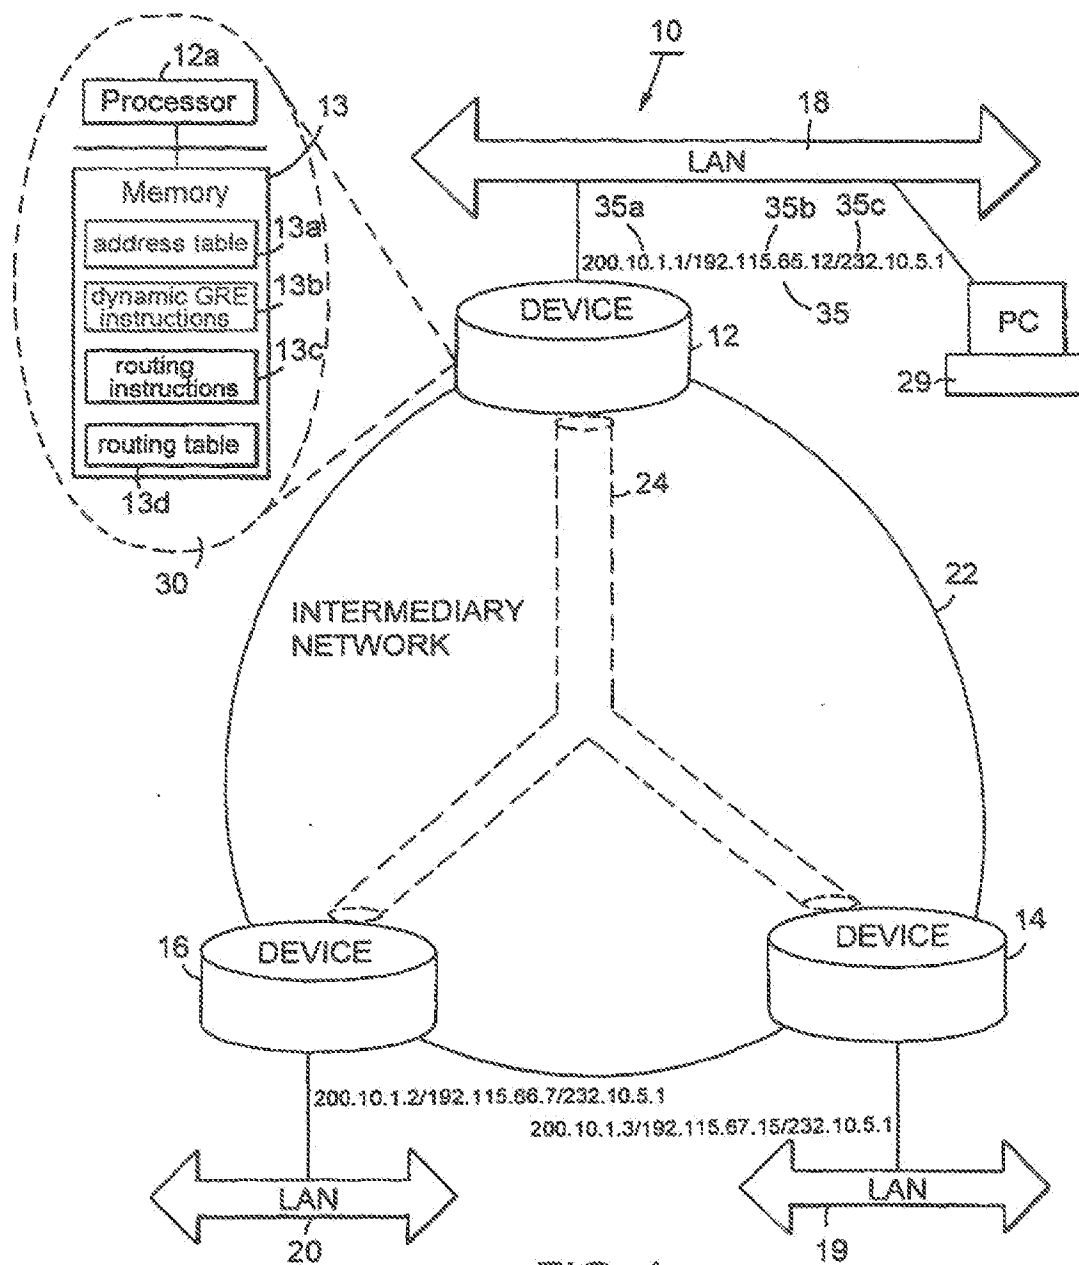 10
12a
Processor
13
18
LAN
Memory
35a
35b
35c
13a
address table
200.10.1.1/192.115.65.12/232.10.5.1
13b
dynamic GRE
instructions
35
DEVICE
PC
12
13c
routing
instructions
29
routing table
13d
24
30
22
INTERMEDIARY
NETWORK
16
DEVICE
14
DEVICE
200.10.1.2/192.115.66.7/232.10.5.1
200.10.1.3/192.115.67.15/232.10.5.1
LAN
20
LAN
19